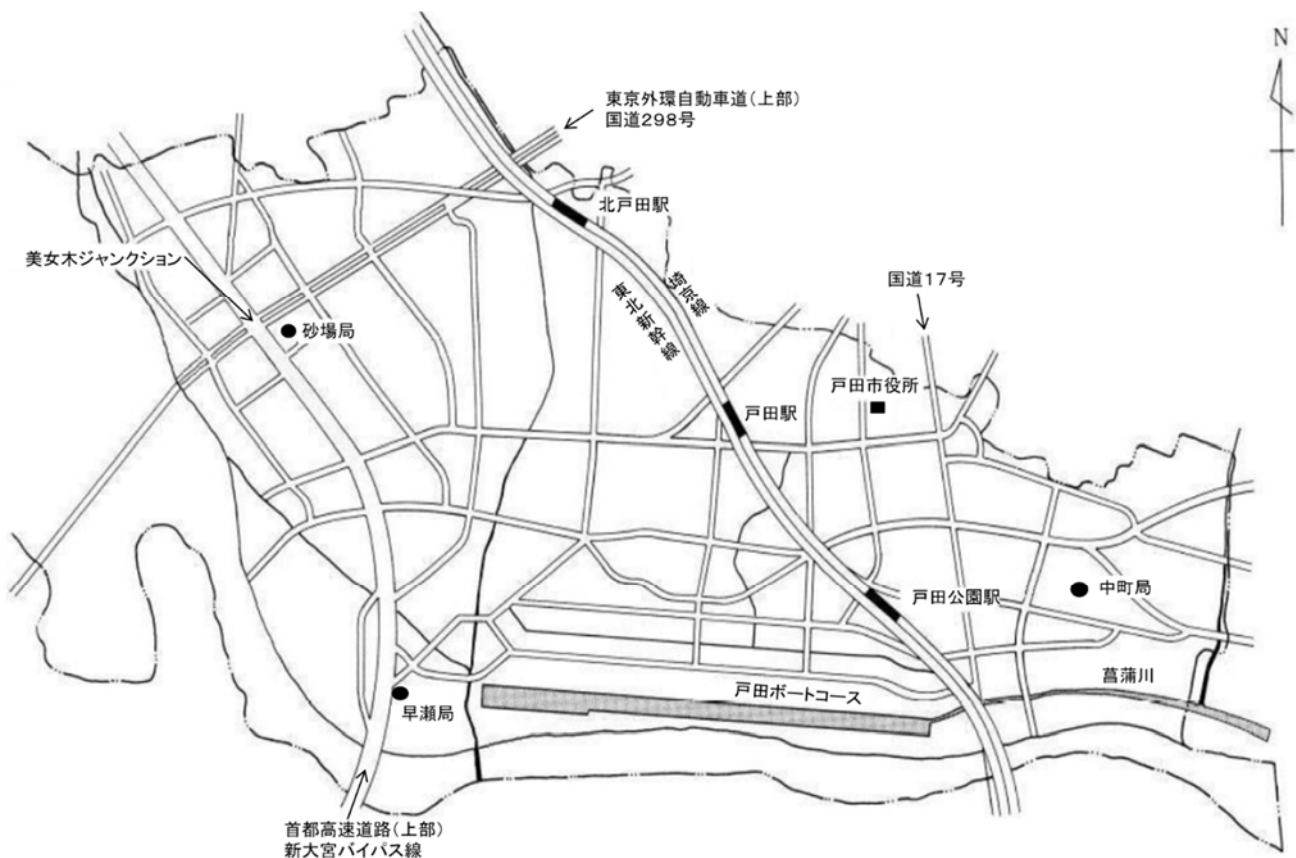 N
東京外環自動車道(上部)
国道298号
北戸田駅
美女木ジャンクション
埼京線
東北新幹線
国道17号
砂場局
戸田市役所
戸田駅
戸田公園駅
中町局
菖蒲川
戸田ボートコース
早瀬局
首都高速道路(上部)
新大宮バイパス線